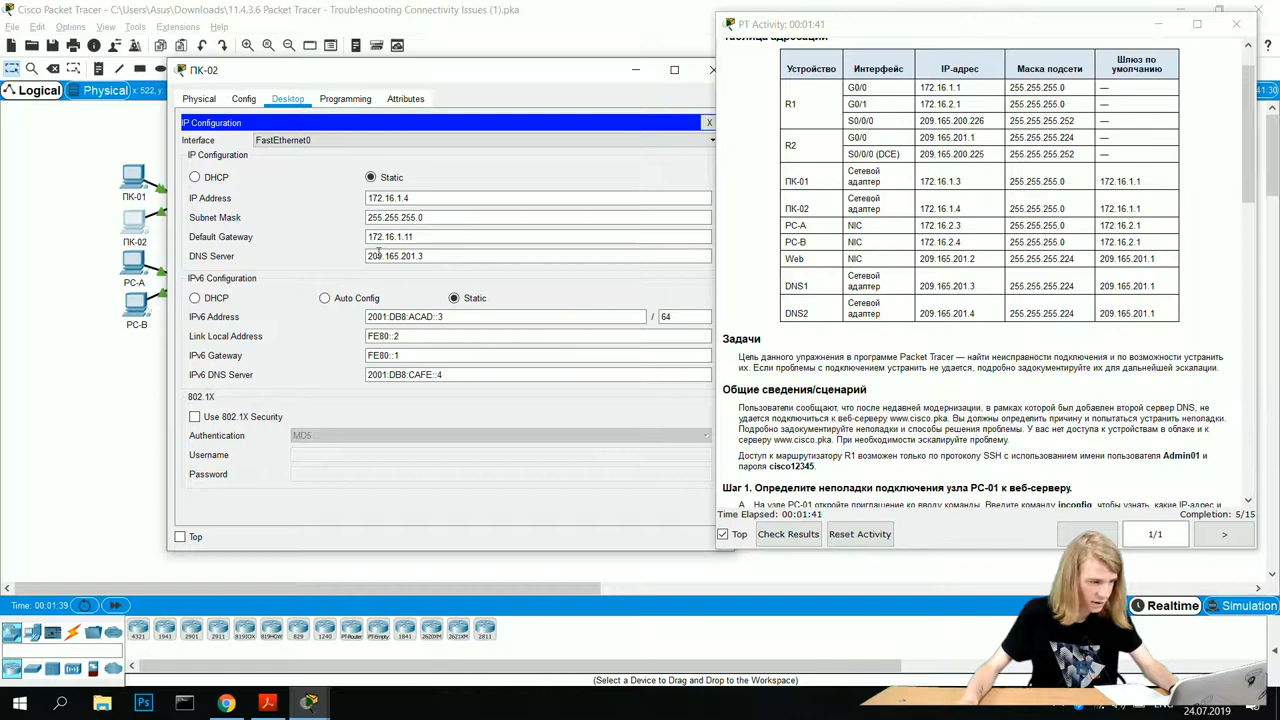 Cisco Packet Tracer - C:\Users\Asus\Downloads\11.4.3.6 Packet Tracer - Troubleshooting Connectivity Issues (1).pka
File Edit Options View Tools Extensions
Logical Physical x: 522, y:
ПК-01
ПК-02
PC-A
PC-B
ПК-02
Physical Config Desktop Programming Attributes
IP Configuration X
Interface FastEthernet0
IP Configuration
DHCP Static
IP Address 172.16.1.4
Subnet Mask 255.255.255.0
Default Gateway 172.16.1.11
DNS Server 209.165.201.3
IPv6 Configuration
DHCP Auto Config Static
IPv6 Address 2001:DB8:ACAD::3 / 64
Link Local Address FE80::2
IPv6 Gateway FE80::1
IPv6 DNS Server 2001:DB8:CAFE::4
802.1X
Use 802.1X Security
Authentication MD5
Username
Password
Top
PT Activity: 00:01:41
Таблица адресации
Устройство Интерфейс IP-адрес Маска подсети Шлюз по умолчанию
R1 G0/0 172.16.1.1 255.255.255.0 —
G0/1 172.16.2.1 255.255.255.0 —
S0/0/0 209.165.200.226 255.255.255.252 —
R2 G0/0 209.165.201.1 255.255.255.224 —
S0/0/0 (DCE) 209.165.200.225 255.255.255.252 —
ПК-01 Сетевой адаптер 172.16.1.3 255.255.255.0 172.16.1.1
ПК-02 Сетевой адаптер 172.16.1.4 255.255.255.0 172.16.1.1
PC-A NIC 172.16.2.3 255.255.255.0 172.16.2.1
PC-B NIC 172.16.2.4 255.255.255.0 172.16.2.1
Web NIC 209.165.201.2 255.255.255.224 209.165.201.1
DNS1 Сетевой адаптер 209.165.201.3 255.255.255.224 209.165.201.1
DNS2 Сетевой адаптер 209.165.201.4 255.255.255.224 209.165.201.1
Задачи
Цель данного упражнения в программе Packet Tracer — найти неисправности подключения и по возможности устранить
их. Если проблемы с подключением устранить не удается, подробно задокументируйте их для дальнейшей эскалации.
Общие сведения/сценарий
Пользователи сообщают, что после недавней модернизации, в рамках которой был добавлен второй сервер DNS, не
удается подключиться к веб-серверу www.cisco.pka. Вы должны определить причину и попытаться устранить неполадки.
Подробно задокументируйте неполадки и способы решения проблемы. У вас нет доступа к устройствам в облаке и к
серверу www.cisco.pka. При необходимости эскалируйте проблему.
Доступ к маршрутизатору R1 возможен только по протоколу SSH с использованием имени пользователя Admin01 и
пароля cisco12345.
Шаг 1. Определите неполадки подключения узла PC-01 к веб-серверу.
А. На узле PC-01 откройте приглашение ко вводу команды. Введите команду ipconfig, чтобы узнать, какие IP-адрес и
Time Elapsed: 00:01:41 Completion: 5/15
Top Check Results Reset Activity 1/1 >
41:30
Time: 00:01:39
Realtime Simulation
4321 1941 2901 2911 819IOX 819HGW 829 1240 PT-Router PT-Empty 1841 2620XM 2621XM 2811
(Select a Device to Drag and Drop to the Workspace)
24.07.2019